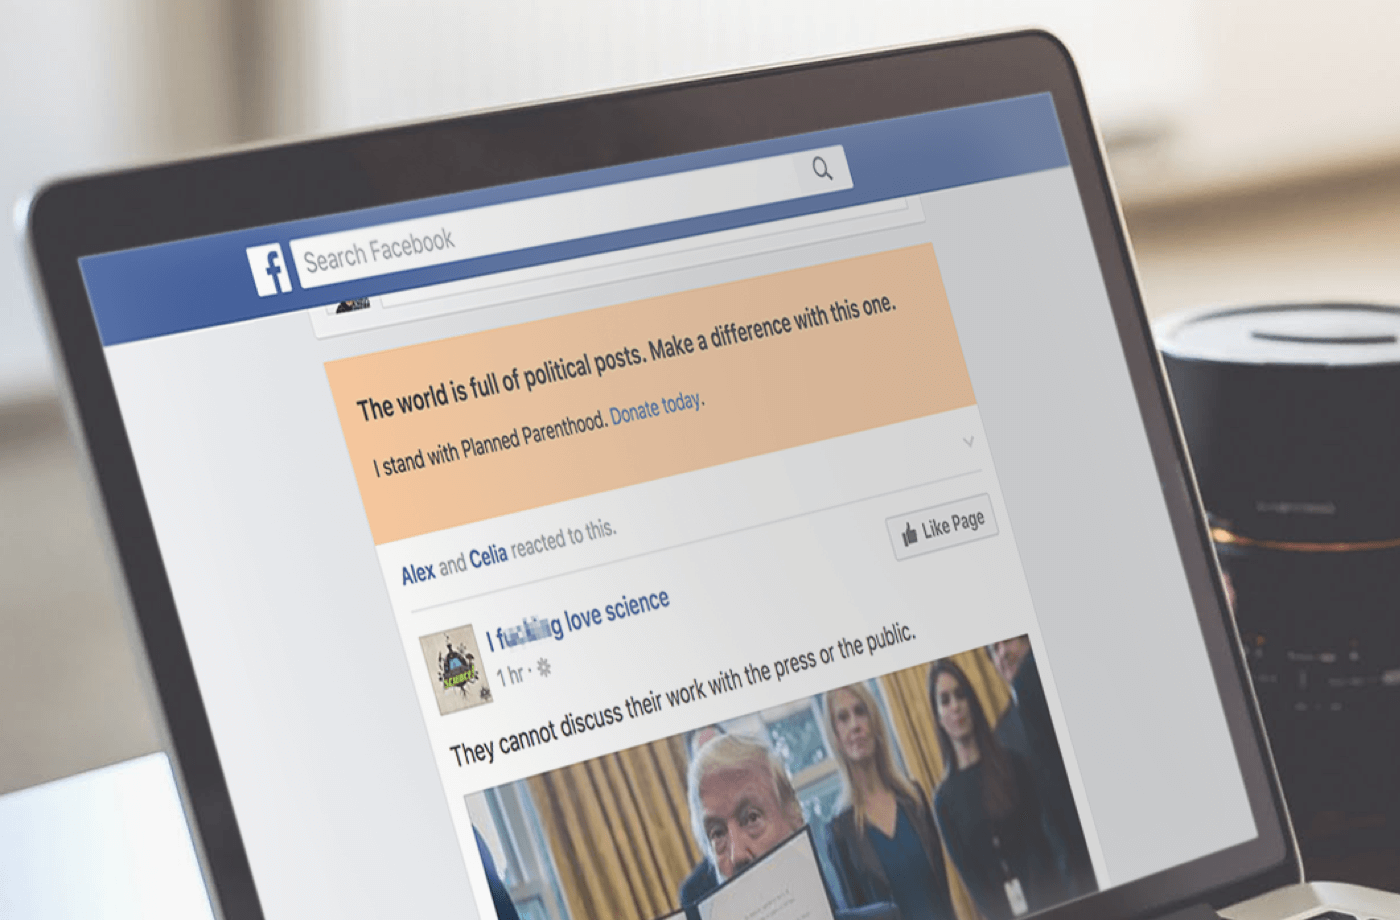 f
Search Facebook
The world is full of political posts. Make a difference with this one.
I stand with Planned Parenthood. Donate today.
Alex and Celia reacted to this.
Like Page
SCIENCE
I love science
1 hr ·
They cannot discuss their work with the press or the public.